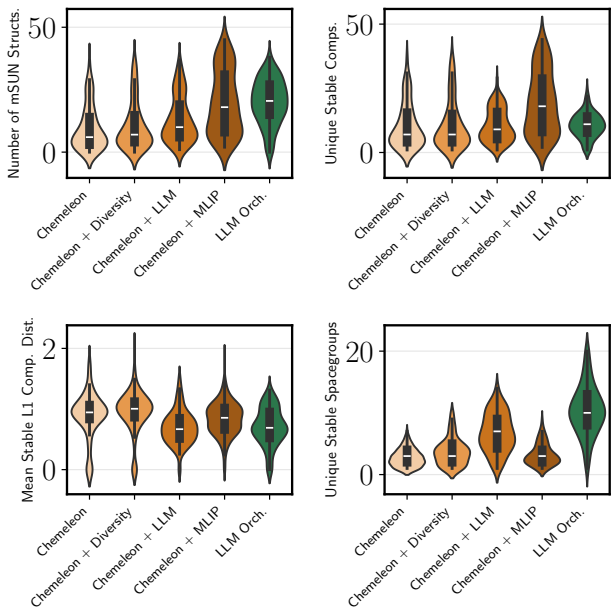 Number of mSUN Structs.
50
0
Chemeleon
Chemeleon + Diversity
Chemeleon + LLM
Chemeleon + MLIP
LLM Orch.
Unique Stable Comps.
50
0
Chemeleon
Chemeleon + Diversity
Chemeleon + LLM
Chemeleon + MLIP
LLM Orch.
Mean Stable L1 Comp. Dist.
2
0
Chemeleon
Chemeleon + Diversity
Chemeleon + LLM
Chemeleon + MLIP
LLM Orch.
Unique Stable Spacegroups
20
0
Chemeleon
Chemeleon + Diversity
Chemeleon + LLM
Chemeleon + MLIP
LLM Orch.